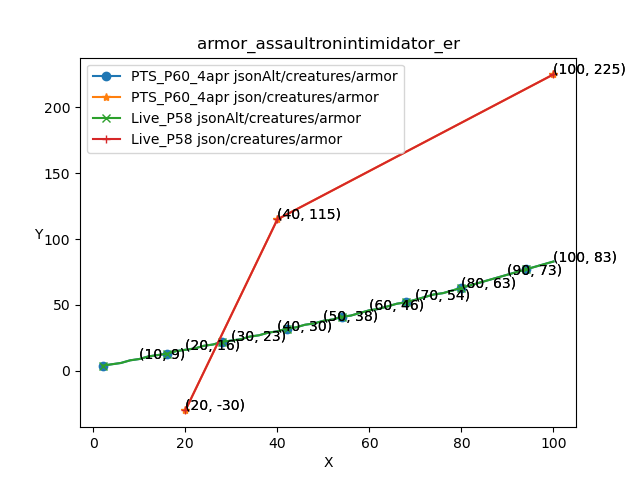 armor_assaultronintimidator_er
PTS_P60_4apr jsonAlt/creatures/armor
PTS_P60_4apr json/creatures/armor
Live_P58 jsonAlt/creatures/armor
Live_P58 json/creatures/armor
(100, 225)
200
150
(40, 115)
Y
100
(100, 83)
(90, 73)
(80, 63)
(70, 54)
50
(60, 46)
(50, 38)
(40, 30)
(30, 23)
(20, 16)
(10, 9)
0
(20, -30)
0 20 40 60 80 100
X